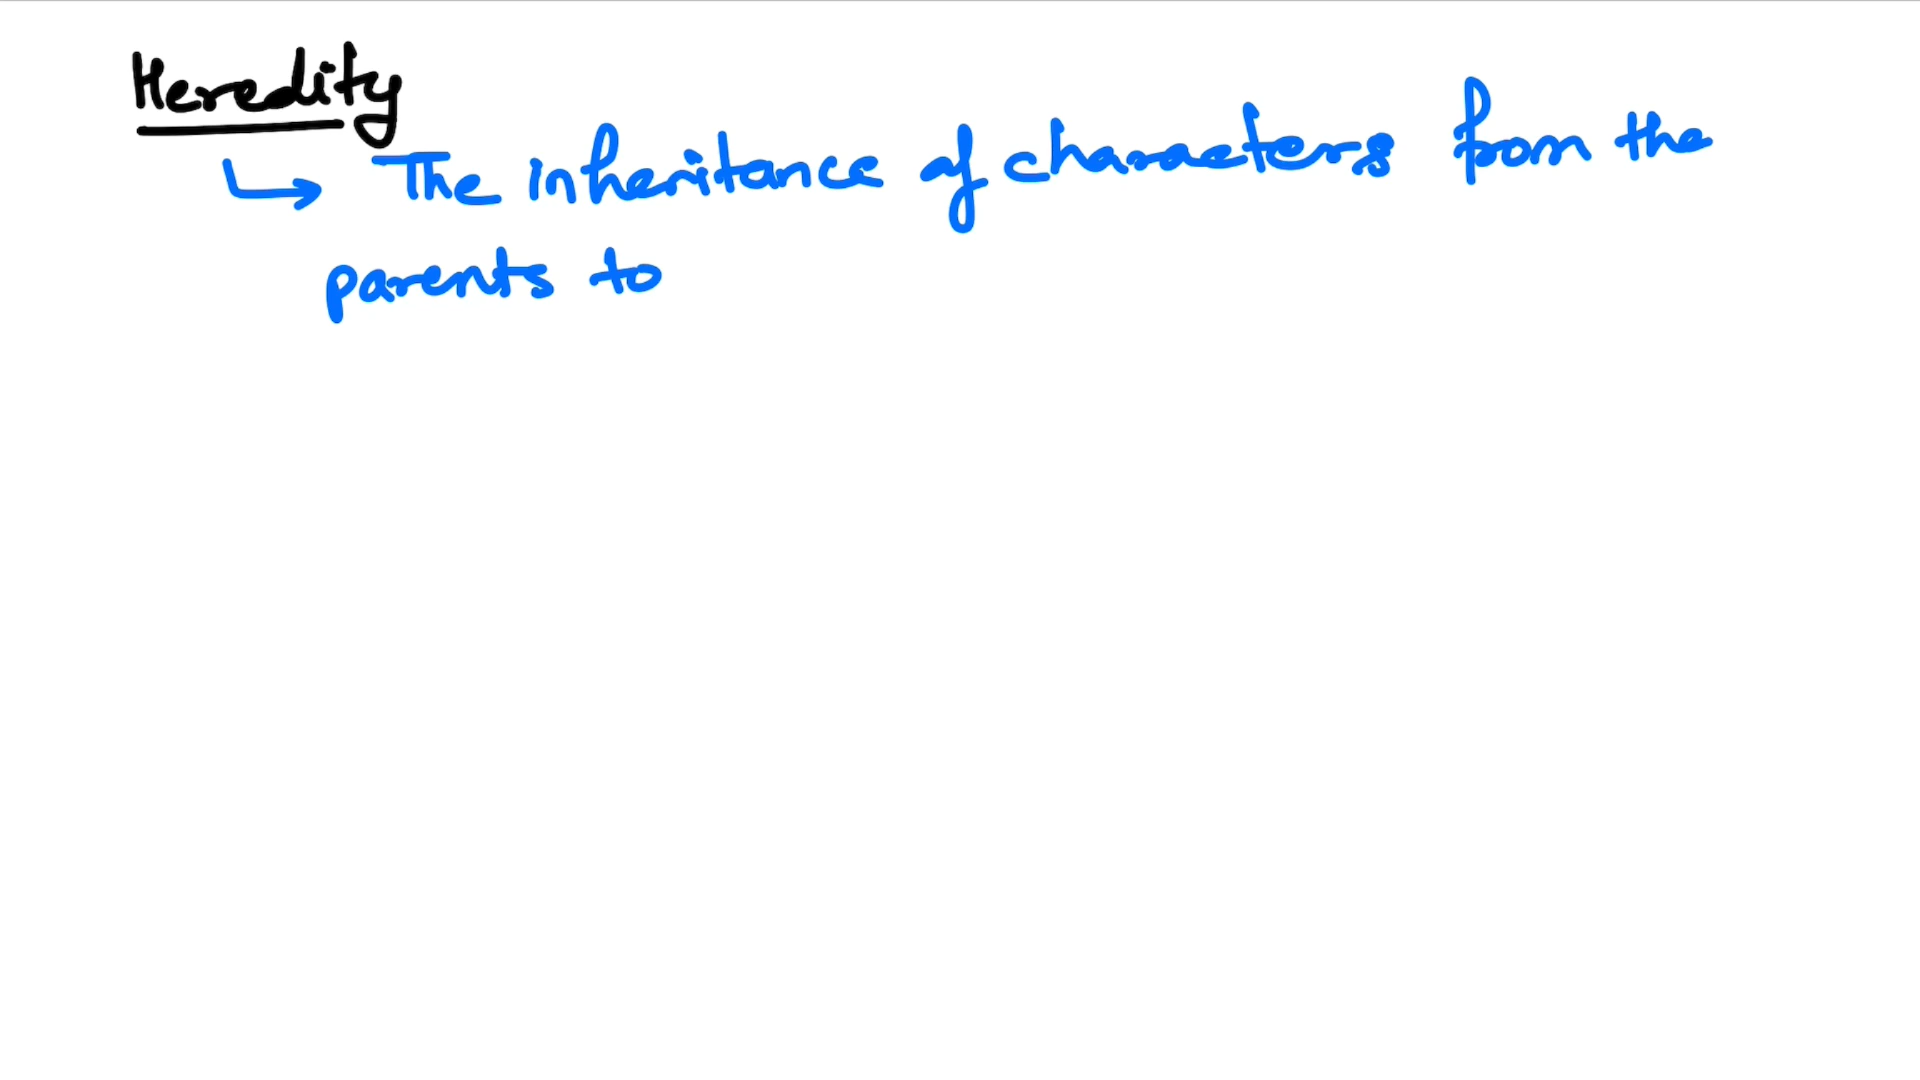 Heredity
↳ The inheritance of characters from the
parents to